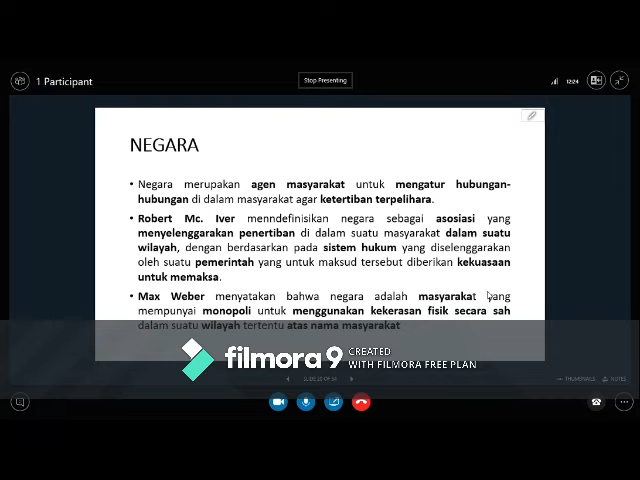 1 Participant
Stop Presenting
12:24
NEGARA
• Negara merupakan agen masyarakat untuk mengatur hubungan-
hubungan di dalam masyarakat agar ketertiban terpelihara.
• Robert Mc. Iver menndefinisikan negara sebagai asosiasi yang
menyelenggarakan penertiban di dalam suatu masyarakat dalam suatu
wilayah, dengan berdasarkan pada sistem hukum yang diselenggarakan
oleh suatu pemerintah yang untuk maksud tersebut diberikan kekuasaan
untuk memaksa.
• Max Weber menyatakan bahwa negara adalah masyarakat yang
mempunyai monopoli untuk menggunakan kekerasan fisik secara sah
dalam suatu wilayah tertentu atas nama masyarakat
filmora 9
CREATED
WITH FILMORA FREE PLAN
THUMBNAILS
NOTES